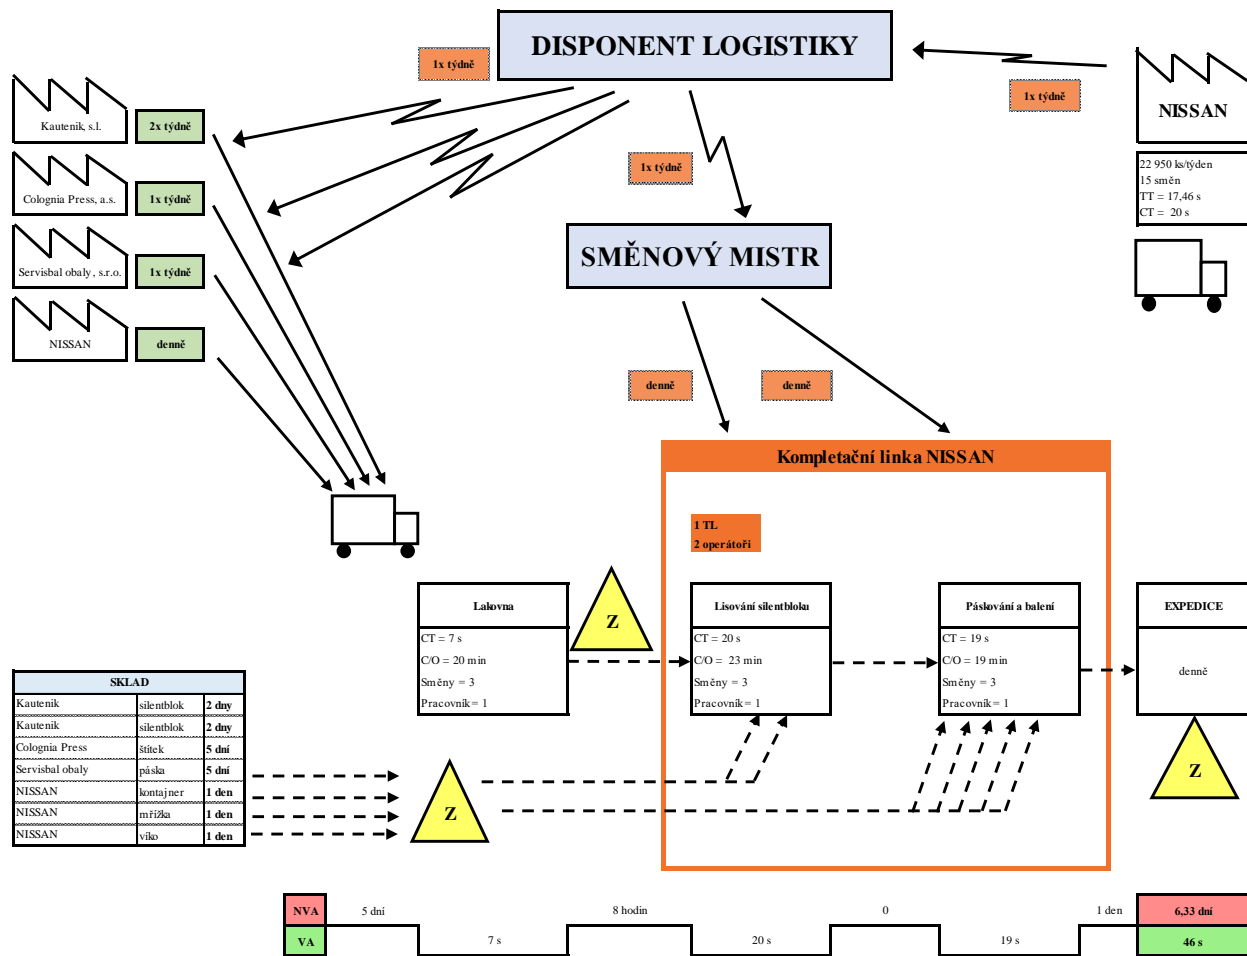 DISPONENT LOGISTIKY
1x týdně
1x týdně
NISSAN
22 950 ks/týden
15 směn
TT = 17,46 s
CT = 20 s
Kautenik, s.l.
2x týdně
Colognia Press, a.s.
1x týdně
Servisbal obaly, s.r.o.
1x týdně
NISSAN
denně
1x týdně
SMĚNOVÝ MISTR
denně
denně
Kompletační linka NISSAN
1 TL
2 operátoři
Lakovna
CT = 7 s
C/O = 20 min
Směny = 3
Pracovník = 1
Z
Lisování silentbloku
CT = 20 s
C/O = 23 min
Směny = 3
Pracovník = 1
Páskování a balení
CT = 19 s
C/O = 19 min
Směny = 3
Pracovník = 1
EXPEDICE
denně
Z
SKLAD
Kautenik silentblok 2 dny
Kautenik silentblok 2 dny
Colognia Press štítek 5 dní
Servisbal obaly páska 5 dní
NISSAN kontajner 1 den
NISSAN mřížka 1 den
NISSAN víko 1 den
Z
NVA 5 dní 8 hodin 0 1 den 6,33 dní
VA 7 s 20 s 19 s 46 s